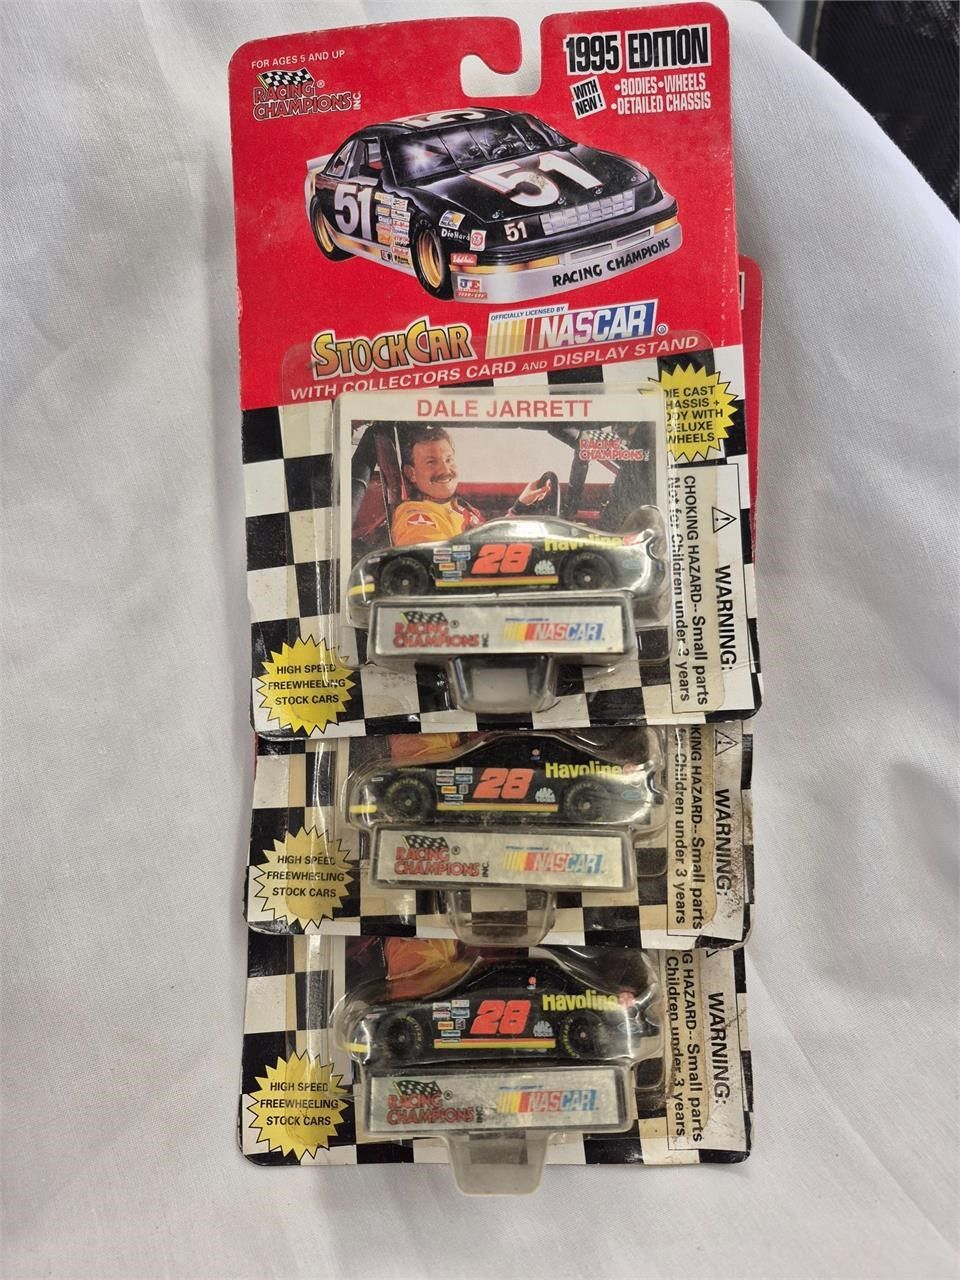 FOR AGES 5 AND UP
RACING ®
CHAMPIONS INC.
1995 EDITION
WITH NEW! •BODIES•WHEELS
•DETAILED CHASSIS
51
51
51
DieHard
RACING CHAMPIONS
OFFICIALLY LICENSED BY
STOCKCAR NASCAR ®
WITH COLLECTORS CARD AND DISPLAY STAND
DIE CAST
CHASSIS +
BODY WITH
DELUXE
WHEELS
DALE JARRETT
RACING
CHAMPIONS
28 Havoline
RACING ®
CHAMPIONS INC. NASCAR
HIGH SPEED
FREEWHEELING
STOCK CARS
⚠ WARNING:
CHOKING HAZARD-- Small parts
Not for Children under 3 years
28 Havoline
RACING ®
CHAMPIONS INC. NASCAR
HIGH SPEED
FREEWHEELING
STOCK CARS
⚠ WARNING:
KING HAZARD-- Small parts
Children under 3 years
28 Havoline
RACING ®
CHAMPIONS INC. NASCAR
HIGH SPEED
FREEWHEELING
STOCK CARS
WARNING:
G HAZARD-- Small parts
Children under 3 years